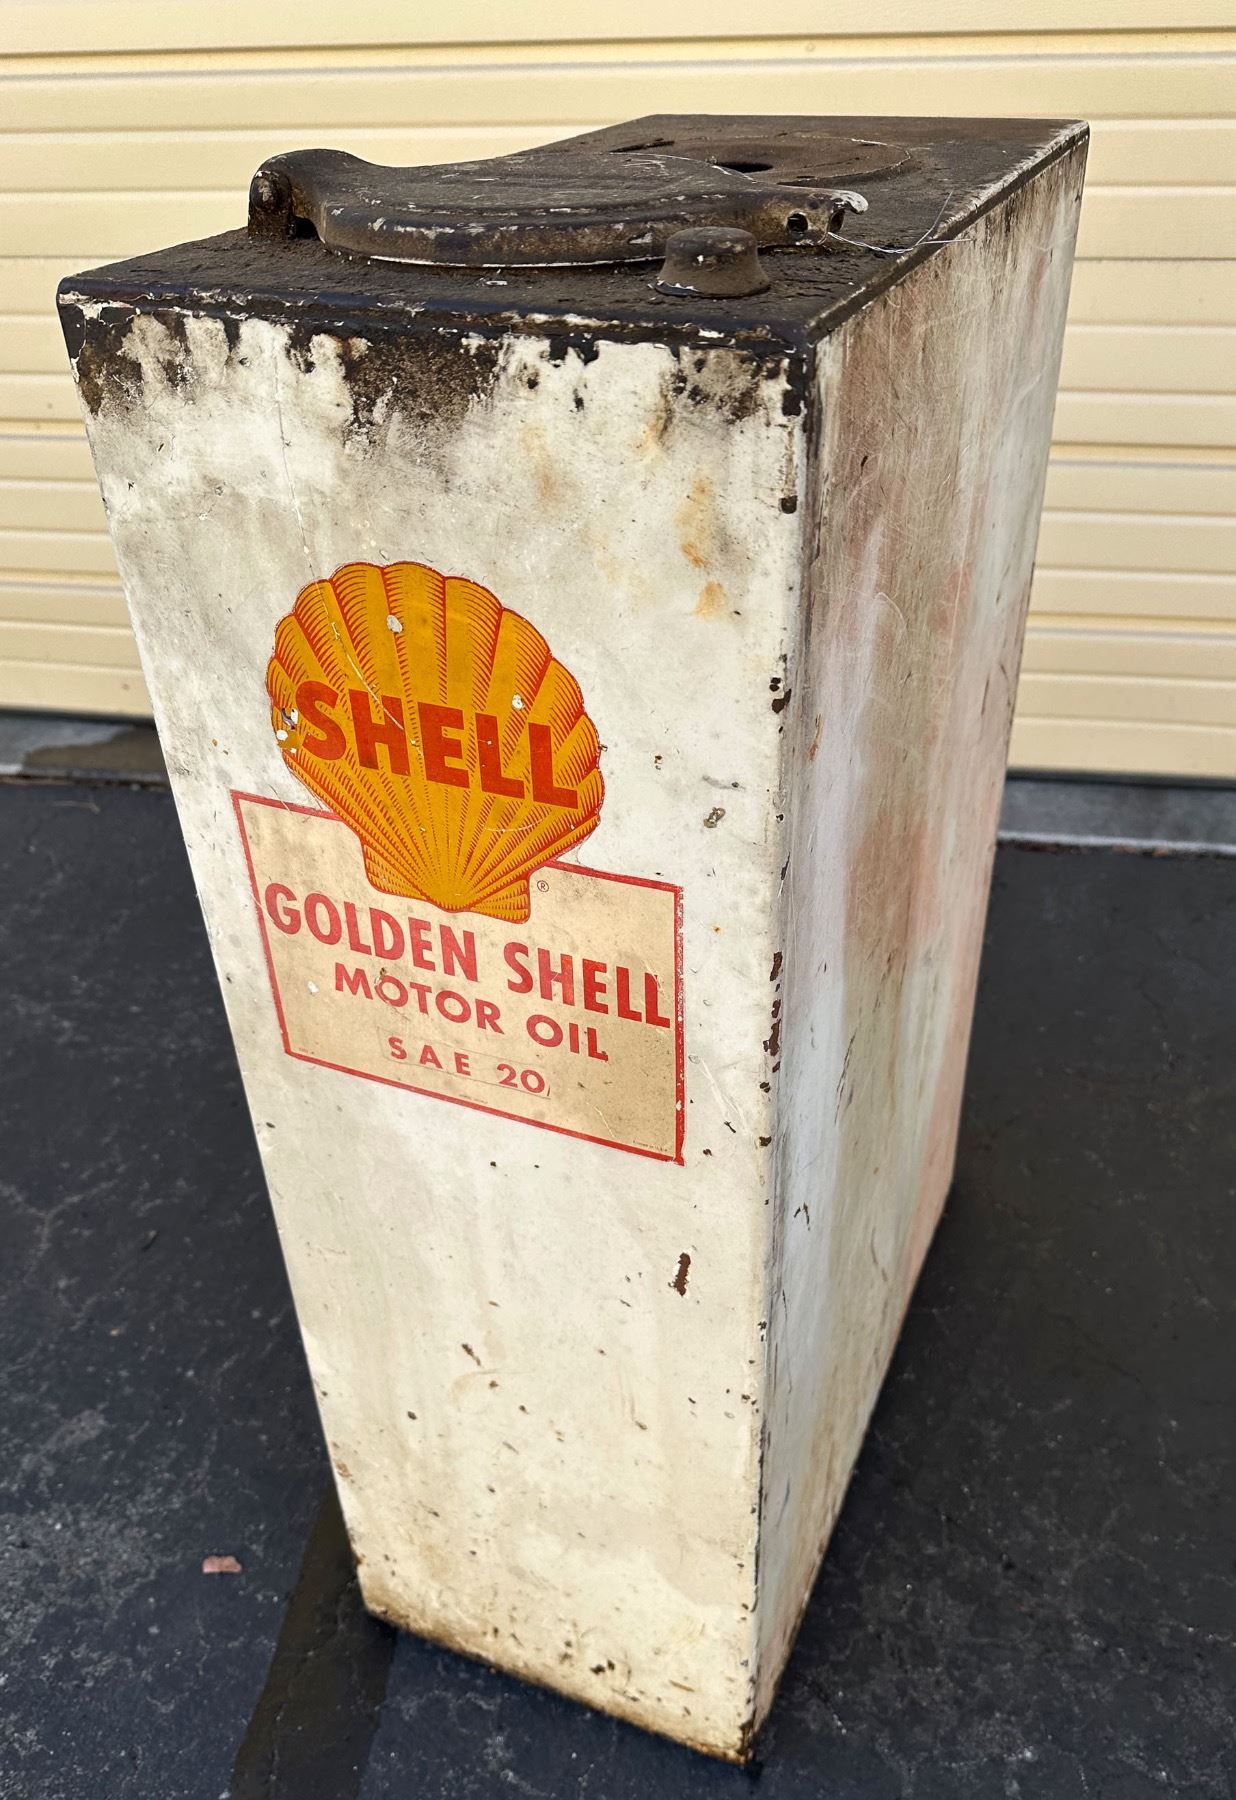 SHELL
®
GOLDEN SHELL
MOTOR OIL
SAE 20